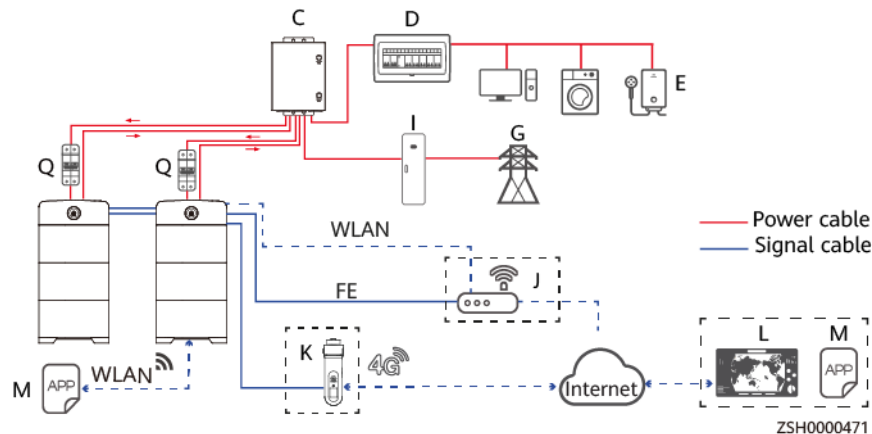 C
D
E
I
G
Q
Q
WLAN
Power cable
Signal cable
J
FE
K
4G
L
M
M
APP
WLAN
Internet
APP
ZSH0000471